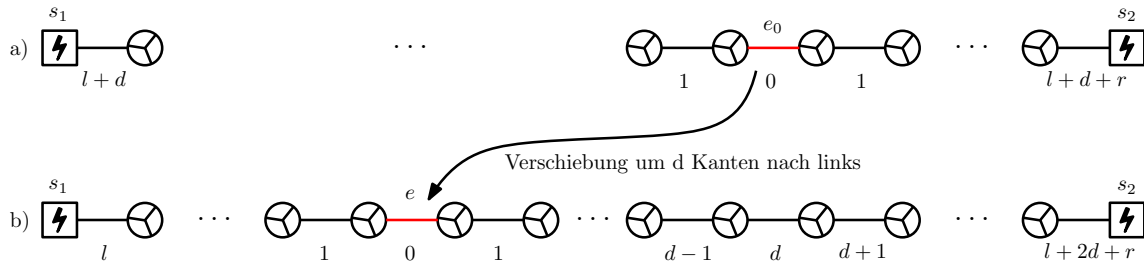 s₁ e₀ s₂
a) ··· ···
l + d 1 0 1 l + d + r
Verschiebung um d Kanten nach links
s₁ e s₂
b) ··· ··· ···
l 1 0 1 d − 1 d d + 1 l + 2d + r